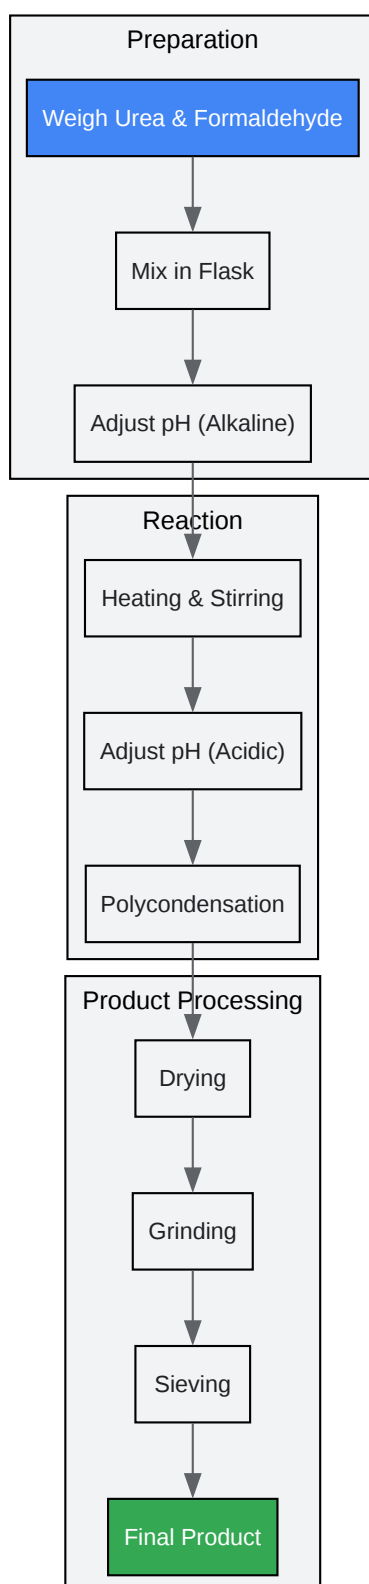 Preparation
Weigh Urea & Formaldehyde
Mix in Flask
Adjust pH (Alkaline)
Reaction
Heating & Stirring
Adjust pH (Acidic)
Polycondensation
Product Processing
Drying
Grinding
Sieving
Final Product